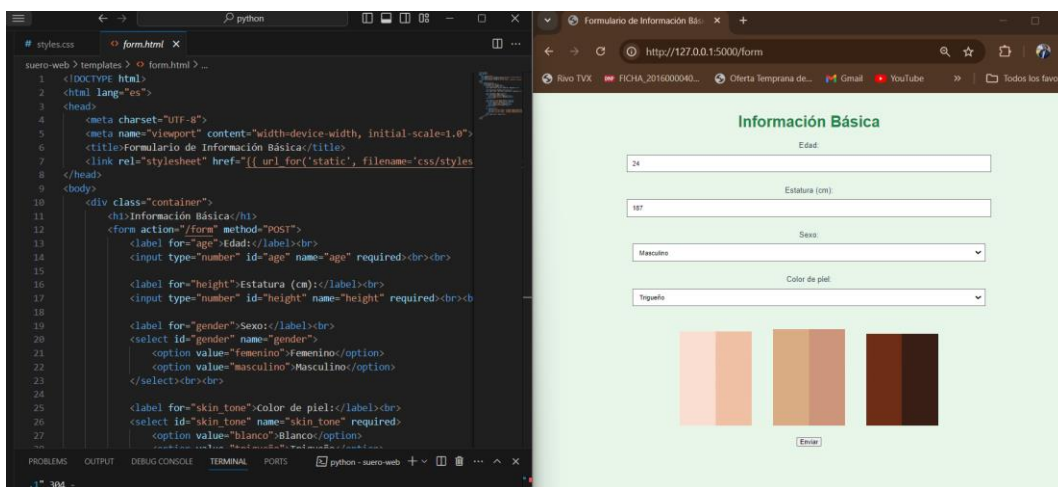 python
# styles.css
form.html
suero-web > templates > form.html > ...
1 <!DOCTYPE html>
2 <html lang="es">
3 <head>
4 <meta charset="UTF-8">
5 <meta name="viewport" content="width=device-width, initial-scale=1.0">
6 <title>Formulario de Información Básica</title>
7 <link rel="stylesheet" href="{{ url_for('static', filename='css/styles
8 </head>
9 <body>
10 <div class="container">
11 <h1>Información Básica</h1>
12 <form action="/form" method="POST">
13 <label for="age">Edad:</label><br>
14 <input type="number" id="age" name="age" required><br><br>
15
16 <label for="height">Estatura (cm):</label><br>
17 <input type="number" id="height" name="height" required><br><b
18
19 <label for="gender">Sexo:</label><br>
20 <select id="gender" name="gender">
21 <option value="femenino">Femenino</option>
22 <option value="masculino">Masculino</option>
23 </select><br><br>
24
25 <label for="skin_tone">Color de piel:</label><br>
26 <select id="skin_tone" name="skin_tone" required>
27 <option value="blanco">Blanco</option>
PROBLEMS OUTPUT DEBUG CONSOLE TERMINAL PORTS python - suero-web
.1" 304 -
Formulario de Información Bás
http://127.0.0.1:5000/form
Rivo TVX FICHA_2016000040... Oferta Temprana de... Gmail YouTube » Todos los favo
Información Básica
Edad:
24
Estatura (cm):
187
Sexo:
Masculino
Color de piel:
Trigueño
Enviar